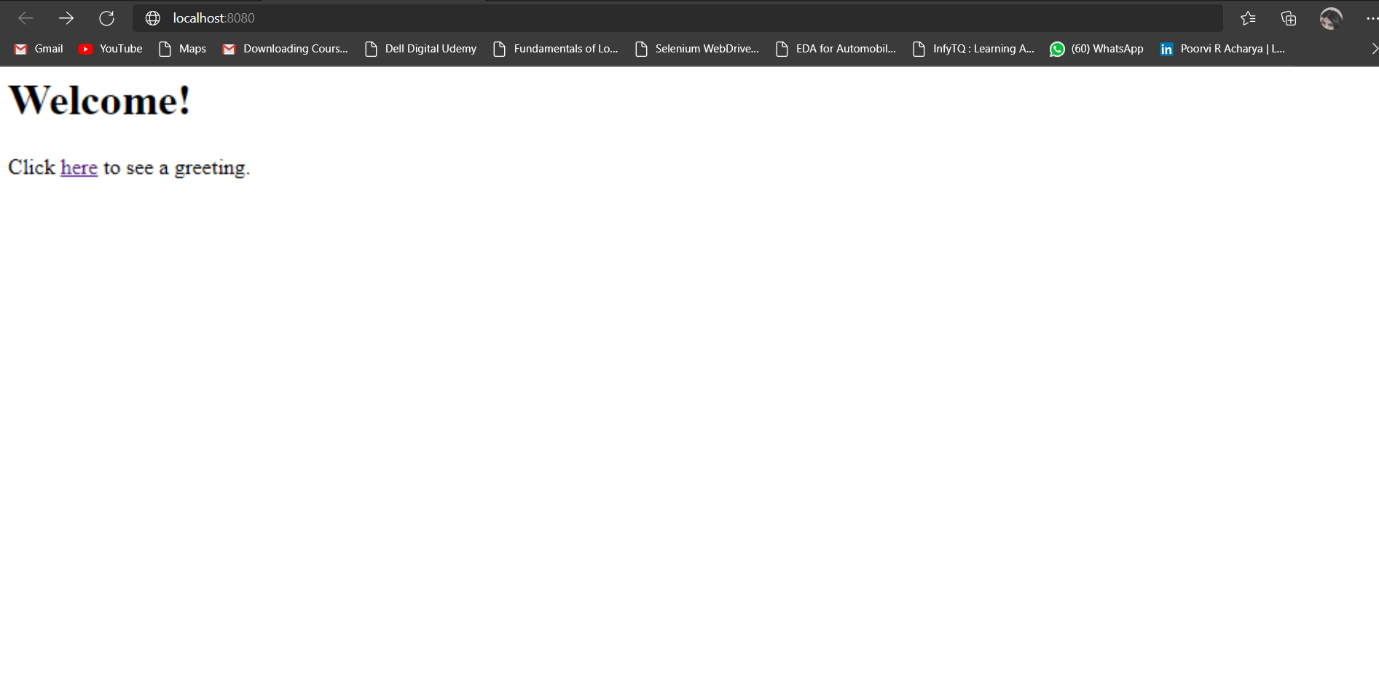 localhost:8080
Gmail YouTube Maps Downloading Cours... Dell Digital Udemy Fundamentals of Lo... Selenium WebDrive... EDA for Automobil... InfyTQ : Learning A... (60) WhatsApp in Poorvi R Acharya | L...
Welcome!
Click here to see a greeting.